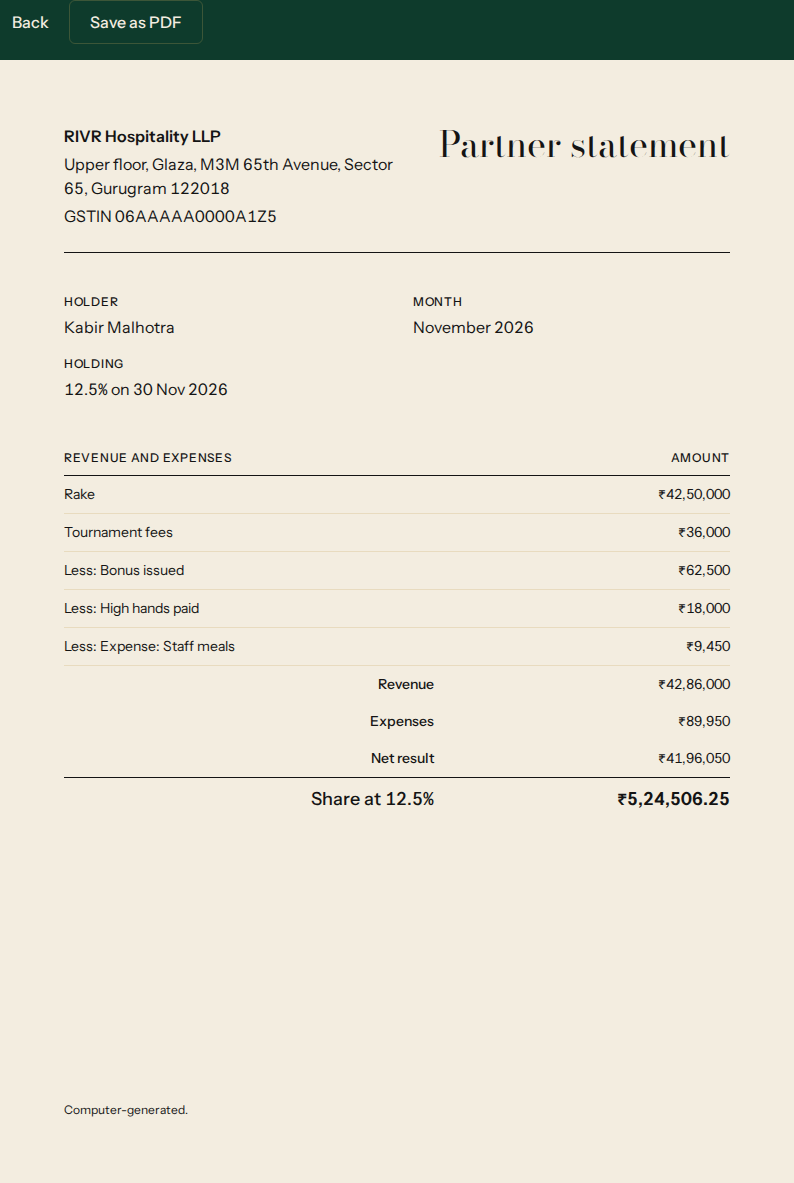 Back
Save as PDF
RIVR Hospitality LLP
Partner statement
Upper floor, Glaza, M3M 65th Avenue, Sector
65, Gurugram 122018
GSTIN 06AAAAA0000A1Z5
HOLDER
Kabir Malhotra
MONTH
November 2026
HOLDING
12.5% on 30 Nov 2026
REVENUE AND EXPENSES AMOUNT
Rake ₹42,50,000
Tournament fees ₹36,000
Less: Bonus issued ₹62,500
Less: High hands paid ₹18,000
Less: Expense: Staff meals ₹9,450
Revenue ₹42,86,000
Expenses ₹89,950
Net result ₹41,96,050
Share at 12.5% ₹5,24,506.25
Computer-generated.